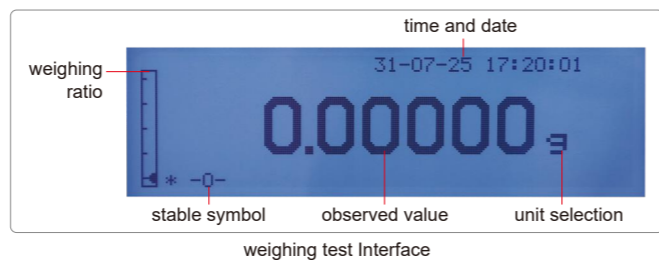 time and date
weighing
ratio
31-07-25 17:20:01
0.00000 g
* -0-
stable symbol
observed value
unit selection
weighing test Interface